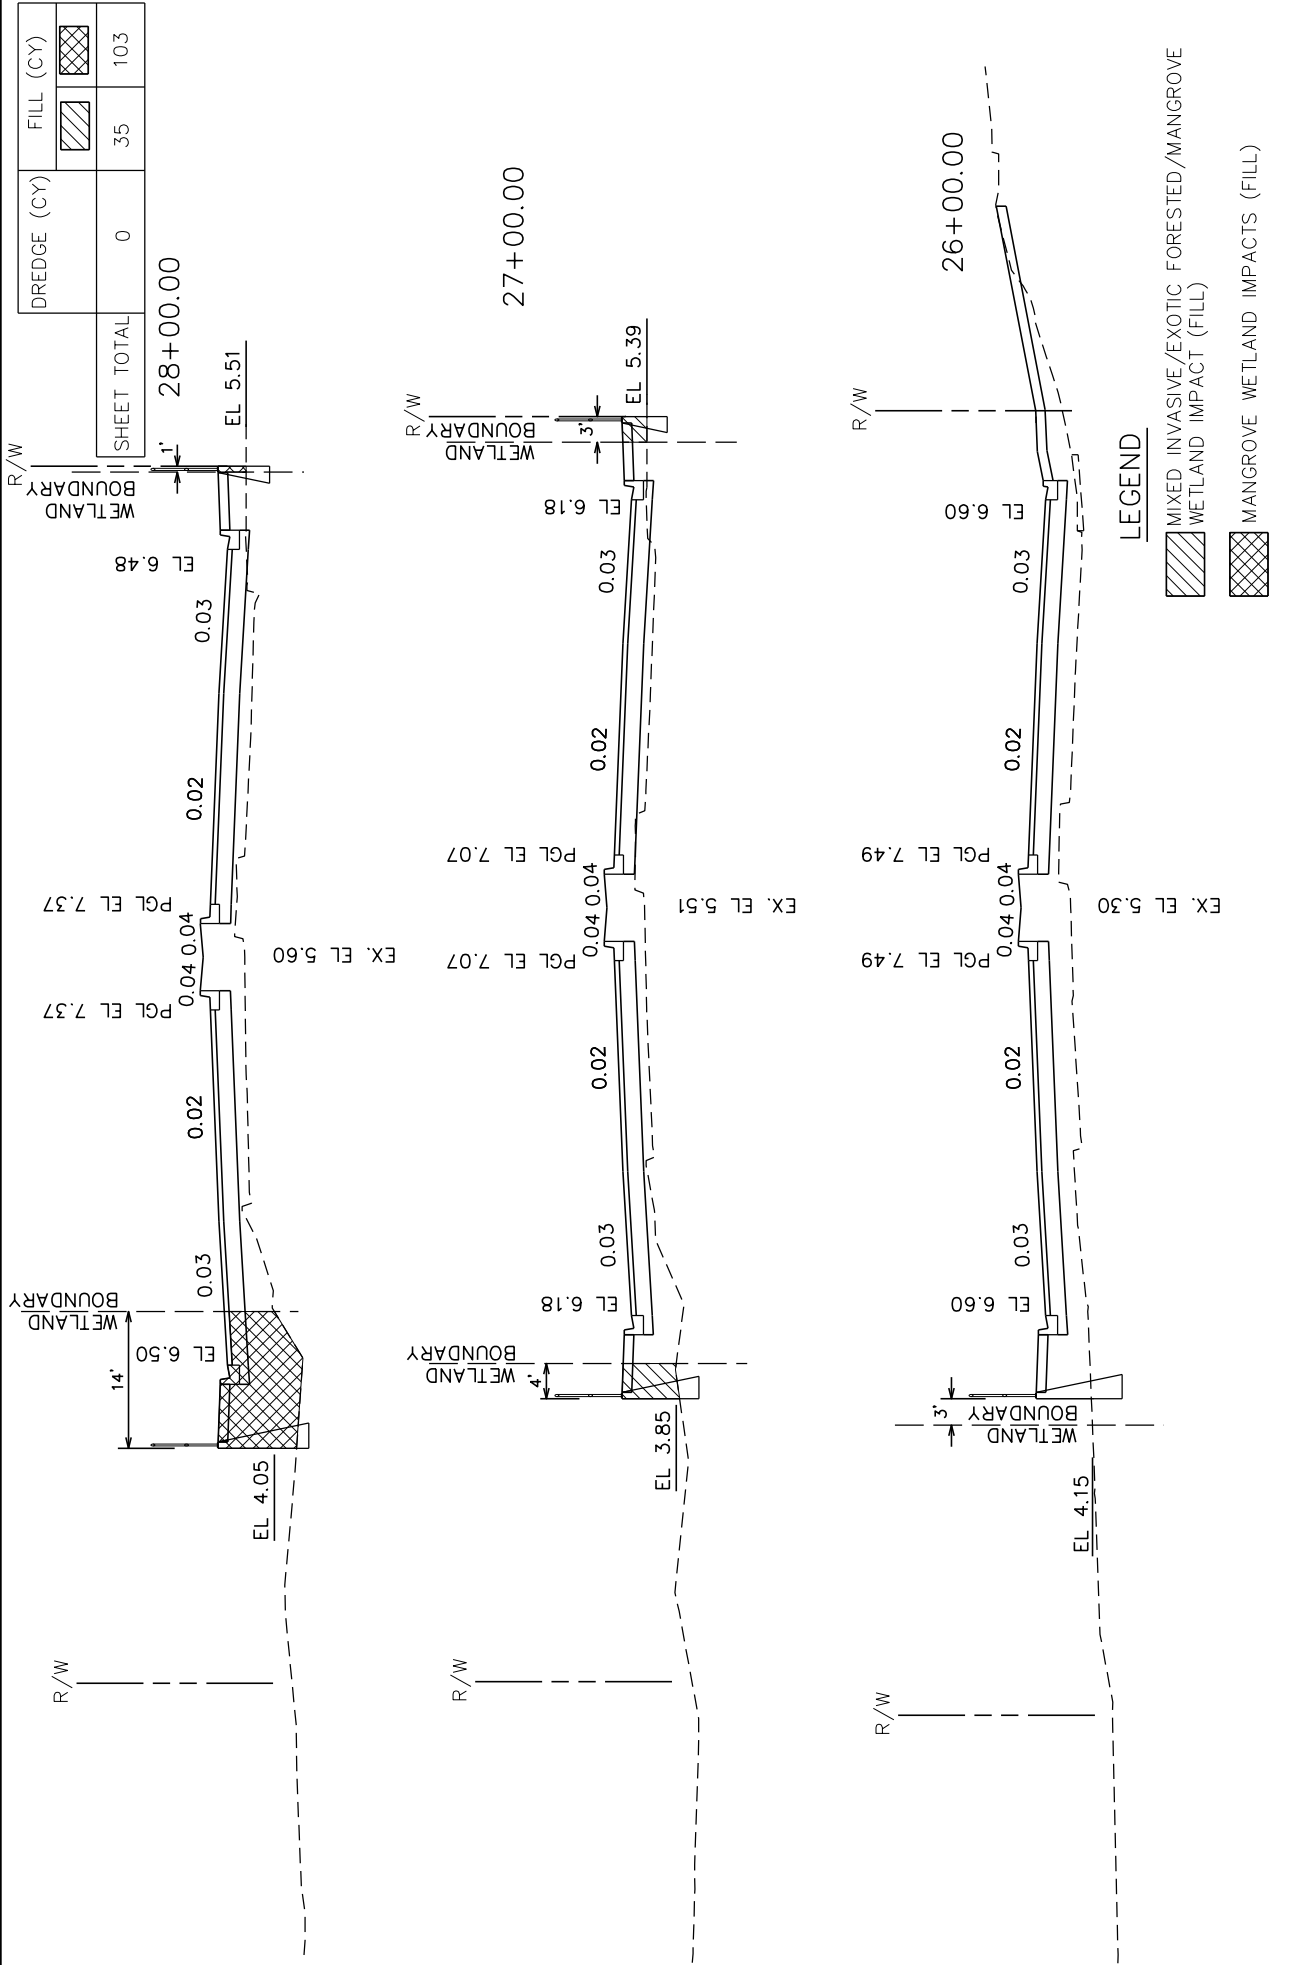 DREDGE (CY)
FILL (CY)
SHEET TOTAL
0
35
103
28+00.00
R/W
WETLAND
BOUNDARY
14'
EL 4.05
EL 6.50
0.03
0.02
PGL EL 7.37
0.04
0.04
PGL EL 7.37
EX. EL 5.60
0.02
0.03
EL 6.48
WETLAND
BOUNDARY
R/W
1'
EL 5.51
27+00.00
R/W
WETLAND
BOUNDARY
4'
EL 3.85
EL 6.18
0.03
0.02
PGL EL 7.07
0.04
0.04
PGL EL 7.07
EX. EL 5.51
0.02
0.03
EL 6.18
WETLAND
BOUNDARY
R/W
3'
EL 5.39
26+00.00
R/W
WETLAND
BOUNDARY
3'
EL 4.15
EL 6.60
0.03
0.02
PGL EL 7.49
0.04
0.04
PGL EL 7.49
EX. EL 5.30
0.02
0.03
EL 6.60
R/W
LEGEND
MIXED INVASIVE/EXOTIC FORESTED/MANGROVE
WETLAND IMPACT (FILL)
MANGROVE WETLAND IMPACTS (FILL)